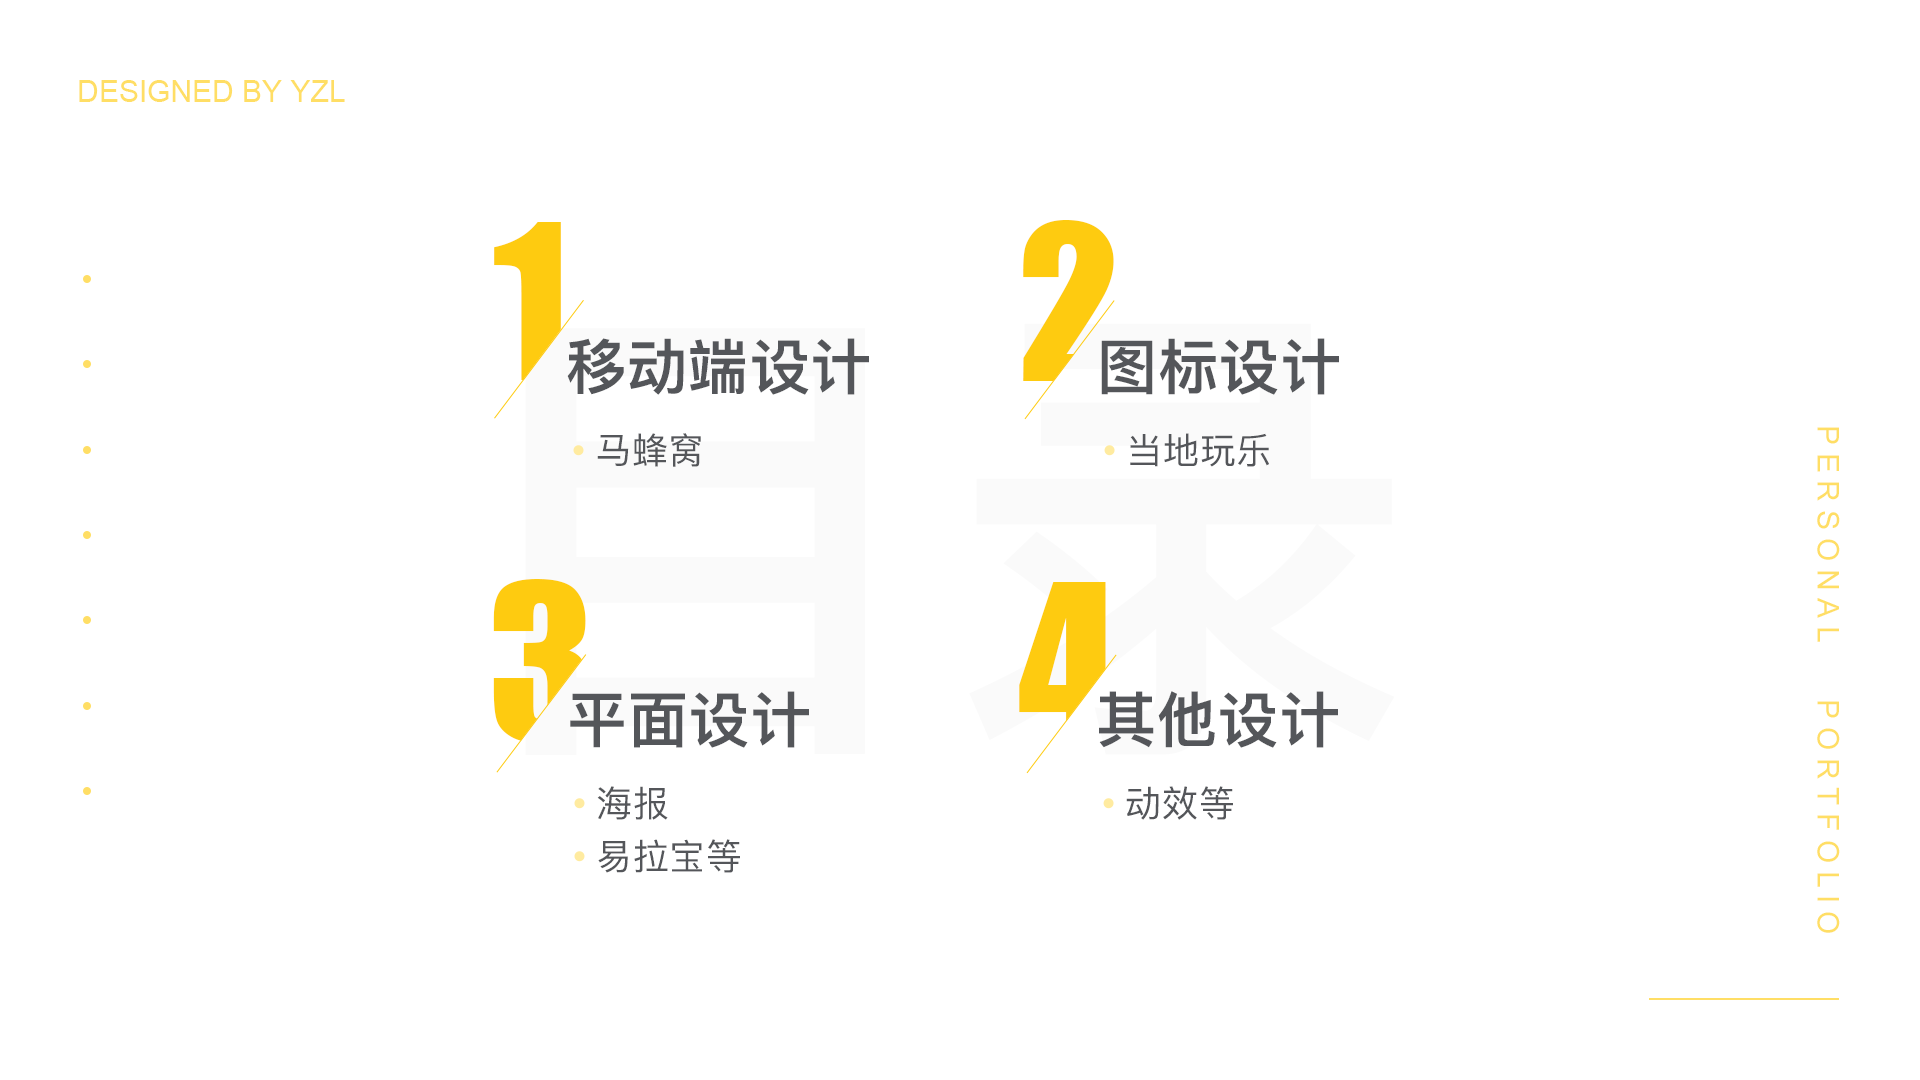 DESIGNED BY YZL
目录
1
移动端设计
马蜂窝
2
图标设计
当地玩乐
3
平面设计
海报
易拉宝等
4
其他设计
动效等
PERSONAL PORTFOLIO